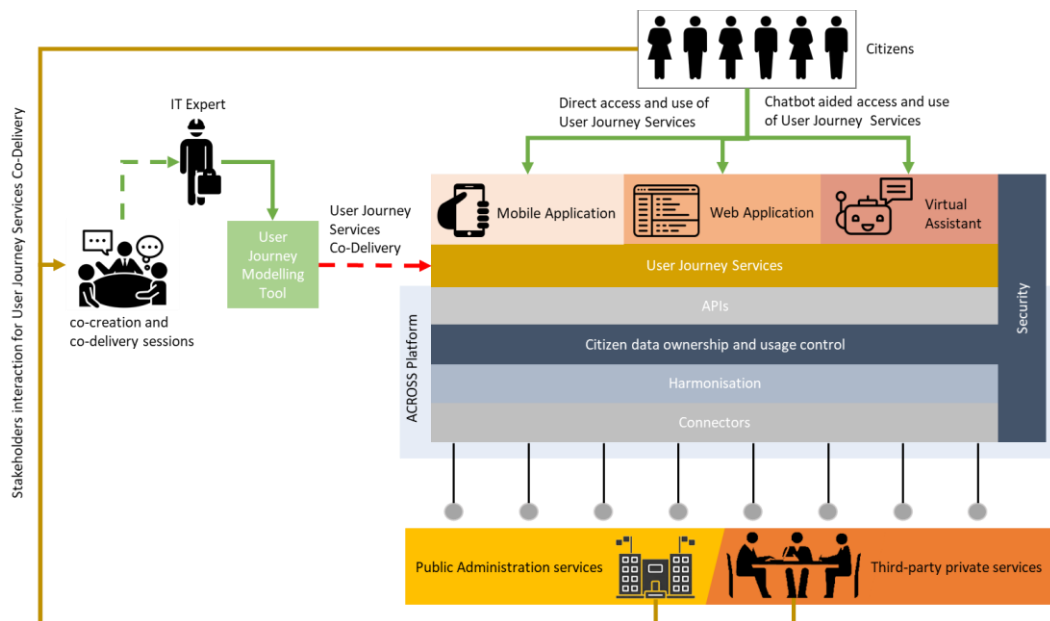 Citizens
Direct access and use of
User Journey Services
Chatbot aided access and use
of User Journey Services
IT Expert
Stakeholders interaction for User Journey Services Co-Delivery
User
Journey
Modelling
Tool
User Journey
Services
Co-Delivery
co-creation and
co-delivery sessions
Mobile Application
Web Application
Virtual
Assistant
User Journey Services
APIs
Citizen data ownership and usage control
Harmonisation
Connectors
Security
ACROSS Platform
Public Administration services
Third-party private services